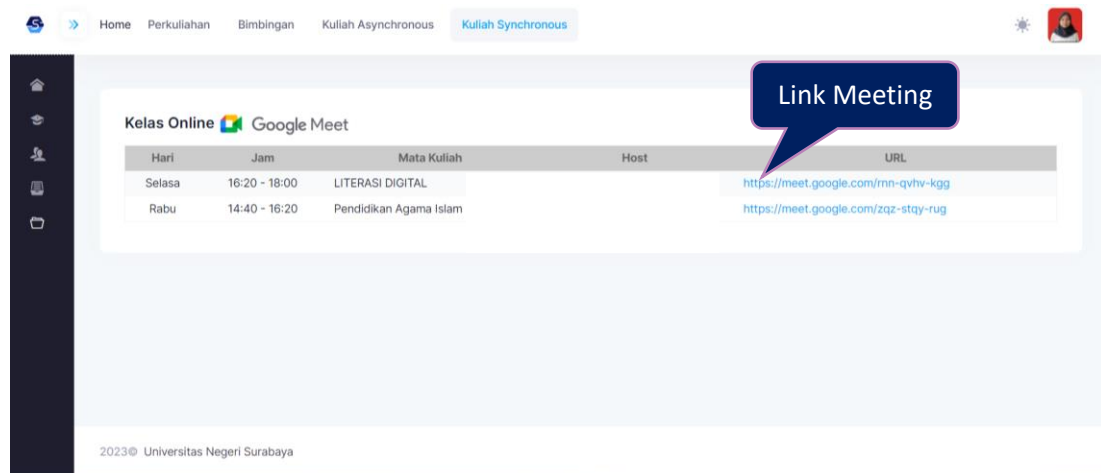 Home Perkuliahan Bimbingan Kuliah Asynchronous Kuliah Synchronous
Link Meeting
Kelas Online Google Meet
Hari Jam Mata Kuliah Host URL
Selasa 16:20 - 18:00 LITERASI DIGITAL https://meet.google.com/rnn-qvhv-kgg
Rabu 14:40 - 16:20 Pendidikan Agama Islam https://meet.google.com/zqz-stqy-rug
2023© Universitas Negeri Surabaya